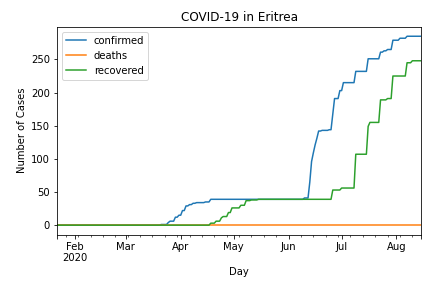 COVID-19 in Eritrea
confirmed
deaths
recovered
Number of Cases
250
200
150
100
50
0
Feb
2020
Mar
Apr
May
Jun
Jul
Aug
Day